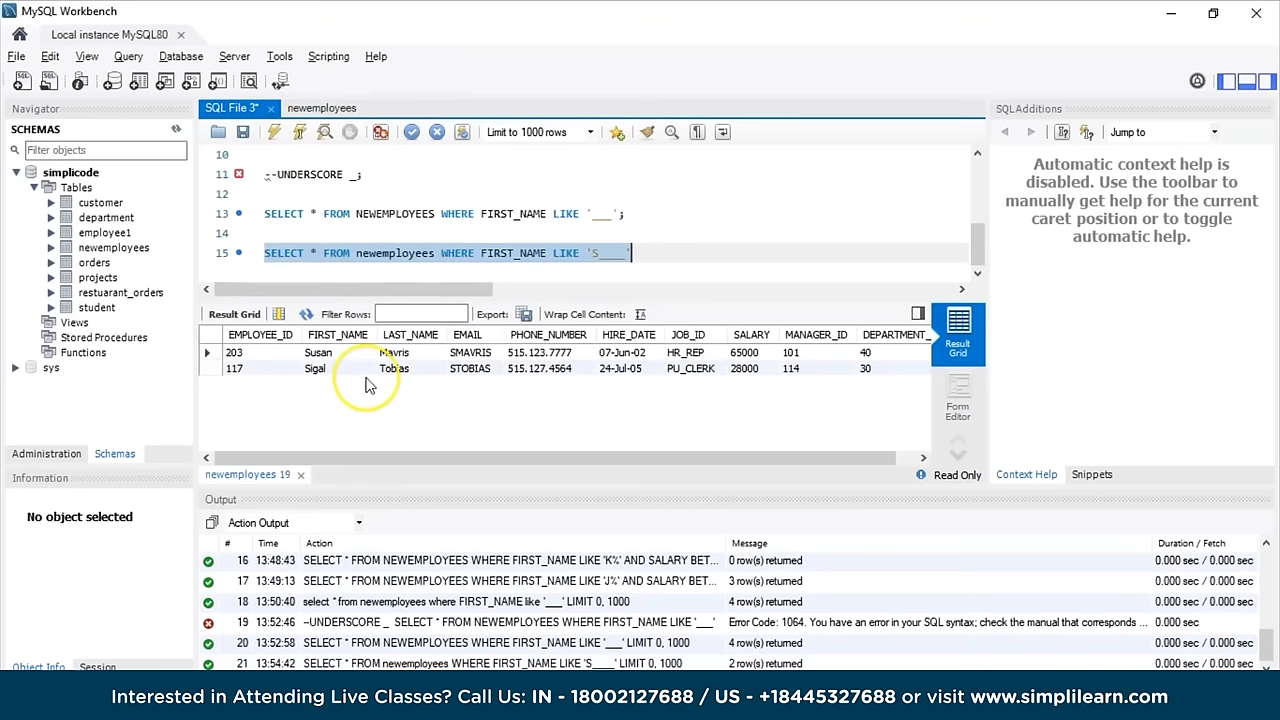 MySQL Workbench
Local instance MySQL80
File Edit View Query Database Server Tools Scripting Help
Navigator
SCHEMAS
Filter objects
simplicode
Tables
customer
department
employee1
newemployees
orders
projects
restuarant_orders
student
Views
Stored Procedures
Functions
sys
Administration Schemas
Information
No object selected
Object Info Session
SQL File 3* newemployees
Limit to 1000 rows
10
11 --UNDERSCORE _;
12
13 SELECT * FROM NEWEMPLOYEES WHERE FIRST_NAME LIKE '___';
14
15 SELECT * FROM newemployees WHERE FIRST_NAME LIKE 'S____'
Result Grid Filter Rows: Export: Wrap Cell Content:
EMPLOYEE_ID FIRST_NAME LAST_NAME EMAIL PHONE_NUMBER HIRE_DATE JOB_ID SALARY MANAGER_ID DEPARTMENT_
203 Susan Mavris SMAVRIS 515.123.7777 07-Jun-02 HR_REP 65000 101 40
117 Sigal Tobias STOBIAS 515.127.4564 24-Jul-05 PU_CLERK 28000 114 30
Result Grid
Form Editor
newemployees 19
Read Only
SQLAdditions
Jump to
Automatic context help is
disabled. Use the toolbar to
manually get help for the current
caret position or to toggle
automatic help.
Context Help Snippets
Output
Action Output
# Time Action Message Duration / Fetch
16 13:48:43 SELECT * FROM NEWEMPLOYEES WHERE FIRST_NAME LIKE 'K%' AND SALARY BET... 0 row(s) returned 0.000 sec / 0.000 sec
17 13:49:13 SELECT * FROM NEWEMPLOYEES WHERE FIRST_NAME LIKE 'J%' AND SALARY BET... 3 row(s) returned 0.000 sec / 0.000 sec
18 13:50:40 select * from newemployees where FIRST_NAME like '___' LIMIT 0, 1000 4 row(s) returned 0.000 sec / 0.000 sec
19 13:52:46 --UNDERSCORE _ SELECT * FROM NEWEMPLOYEES WHERE FIRST_NAME LIKE '___' Error Code: 1064. You have an error in your SQL syntax; check the manual that corresponds ... 0.000 sec
20 13:52:58 SELECT * FROM NEWEMPLOYEES WHERE FIRST_NAME LIKE '___' LIMIT 0, 1000 4 row(s) returned 0.000 sec / 0.000 sec
21 13:54:42 SELECT * FROM newemployees WHERE FIRST_NAME LIKE 'S____' LIMIT 0, 1000 2 row(s) returned 0.000 sec / 0.000 sec
Interested in Attending Live Classes? Call Us: IN - 18002127688 / US - +18445327688 or visit www.simplilearn.com